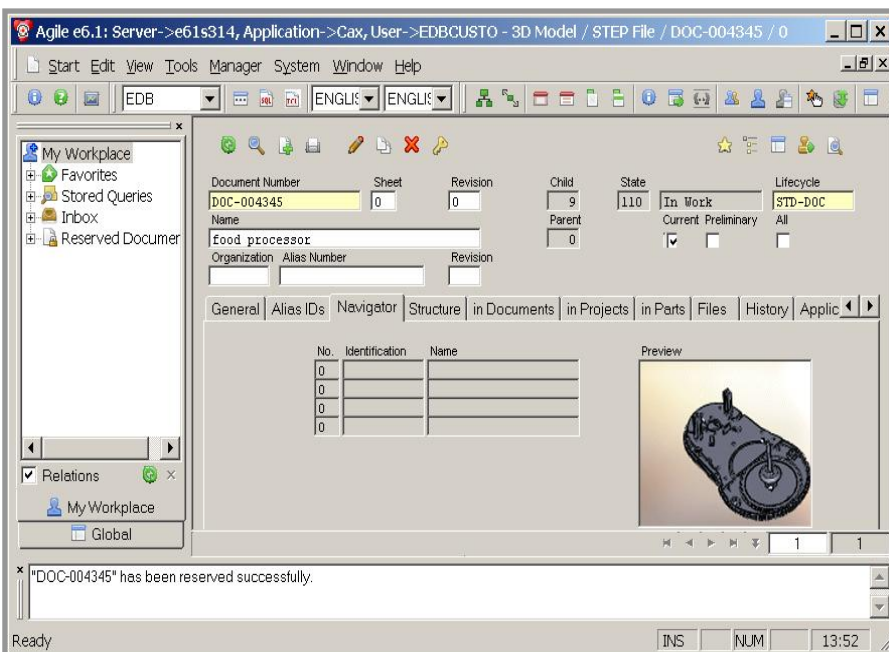 Agile e6.1: Server->e61s314, Application->Cax, User->EDBCUSTO - 3D Model / STEP File / DOC-004345 / 0
Start Edit View Tools Manager System Window Help
EDB SQL ENGLIS ENGLIS
My Workplace
Favorites
Stored Queries
Inbox
Reserved Documer
Relations
My Workplace
Global
Document Number Sheet Revision Child State Lifecycle
DOC-004345 0 0 9 110 In Work STD-DOC
Name Parent Current Preliminary All
food processor 0
Organization Alias Number Revision
General Alias IDs Navigator Structure in Documents in Projects in Parts Files History Applic
No. Identification Name Preview
0
0
0
0
1 1
"DOC-004345" has been reserved successfully.
Ready INS NUM 13:52